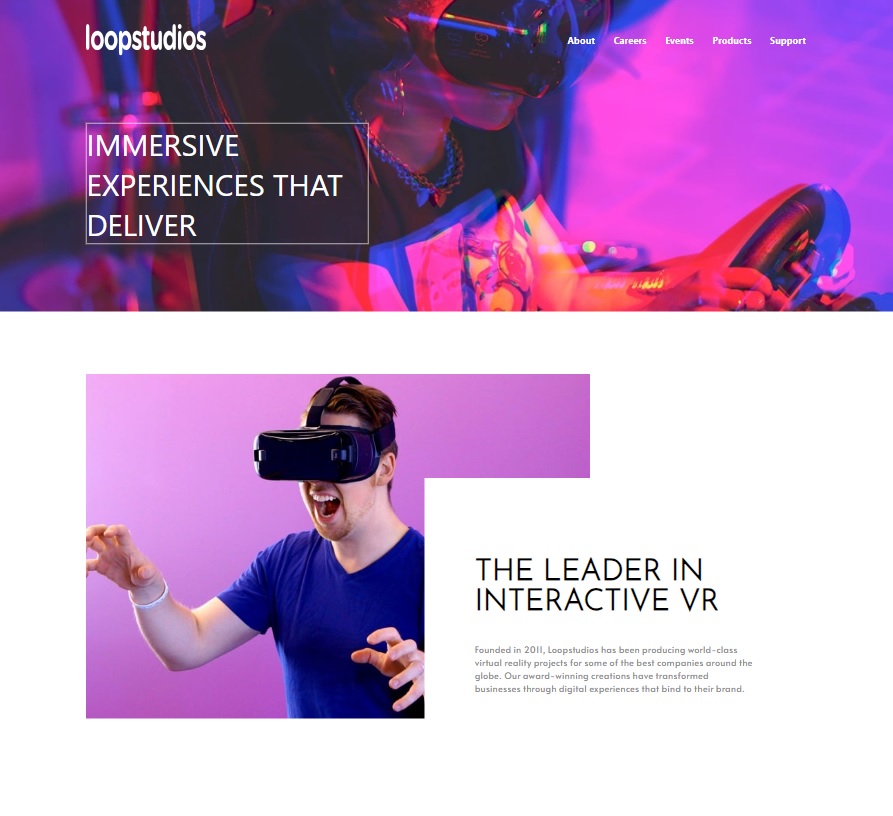 loopstudios
About Careers Events Products Support
IMMERSIVE
EXPERIENCES THAT
DELIVER
THE LEADER IN
INTERACTIVE VR
Founded in 2011, Loopstudios has been producing world-class
virtual reality projects for some of the best companies around the
globe. Our award-winning creations have transformed
businesses through digital experiences that bind to their brand.